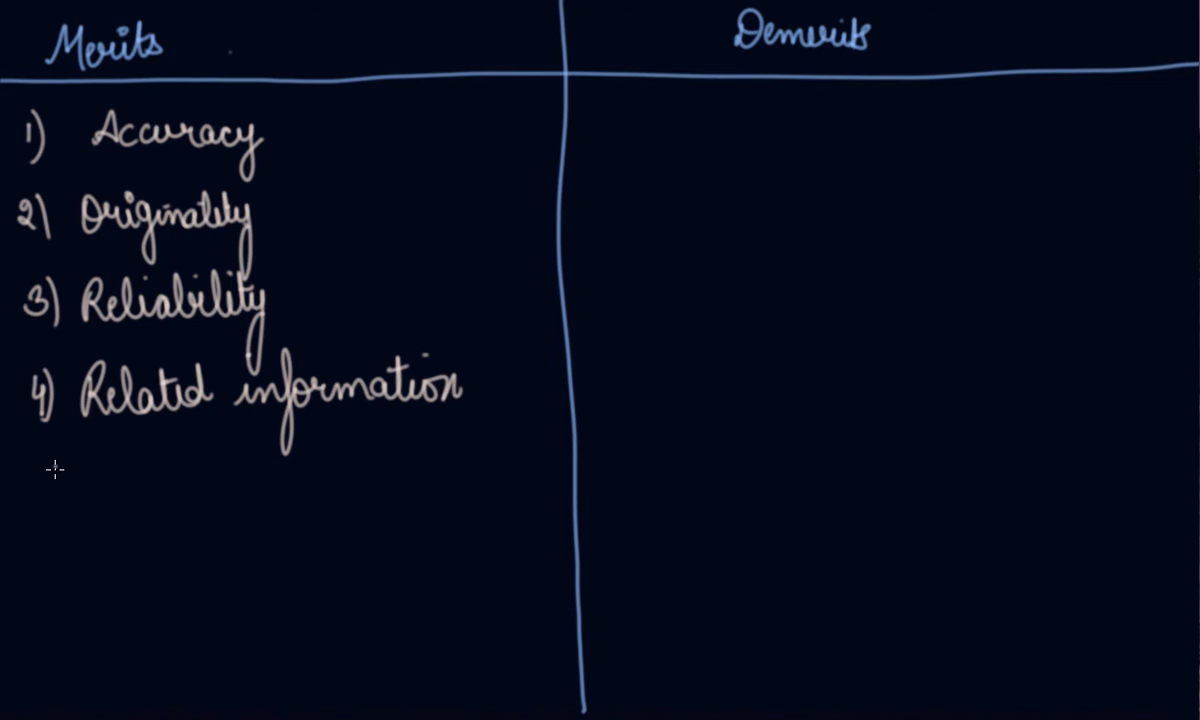 Merits
Demerits
1) Accuracy
2) Originality
3) Reliability
4) Related information